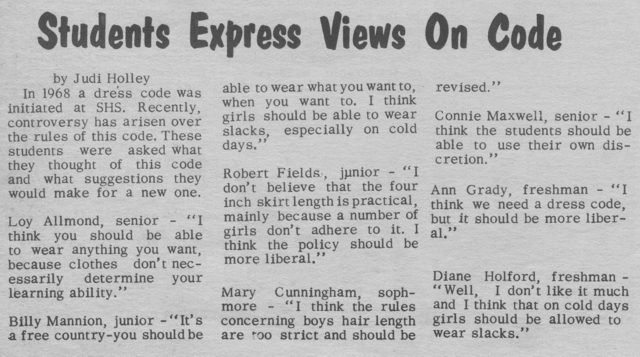 Students Express Views On Code
by Judi Holley
In 1968 a dress code was
initiated at SHS. Recently,
controversy has arisen over
the rules of this code. These
students were asked what
they thought of this code
and what suggestions they
would make for a new one.
Loy Allmond, senior - "I
think you should be able
to wear anything you want,
because clothes don't nec-
essarily determine your
learning ability."
Billy Mannion, junior - "It's
a free country-you should be
able to wear what you want to,
when you want to. I think
girls should be able to wear
slacks, especially on cold
days."
Robert Fields, junior - "I
don't believe that the four
inch skirt length is practical,
mainly because a number of
girls don't adhere to it. I
think the policy should be
more liberal."
Mary Cunningham, soph-
more - "I think the rules
concerning boys hair length
are too strict and should be
revised."
Connie Maxwell, senior - "I
think the students should be
able to use their own dis-
cretion."
Ann Grady, freshman - "I
think we need a dress code,
but it should be more liber-
al."
Diane Holford, freshman -
"Well, I don't like it much
and I think that on cold days
girls should be allowed to
wear slacks."